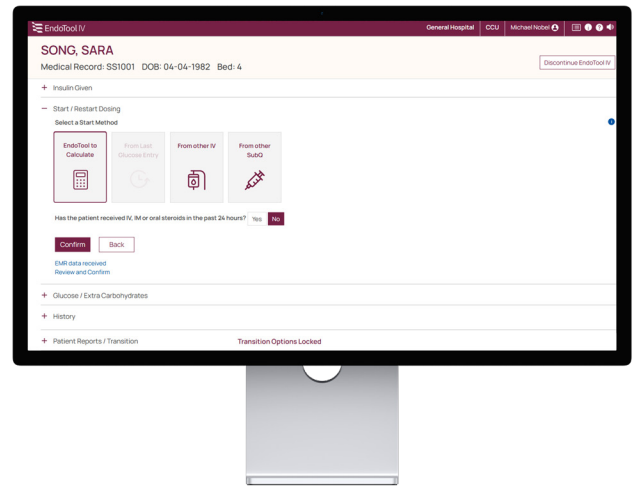 EndoTool IV
General Hospital CCU Michael Nobel
SONG, SARA
Medical Record: SS1001 DOB: 04-04-1982 Bed: 4
Discontinue EndoTool IV
+ Insulin Given
− Start / Restart Dosing
Select a Start Method
EndoTool to
Calculate
From Last
Glucose Entry
From other IV
From other
SubQ
Has the patient received IV, IM or oral steroids in the past 24 hours? Yes No
Confirm Back
EMR data received
Review and Confirm
+ Glucose / Extra Carbohydrates
+ History
+ Patient Reports / Transition Transition Options Locked